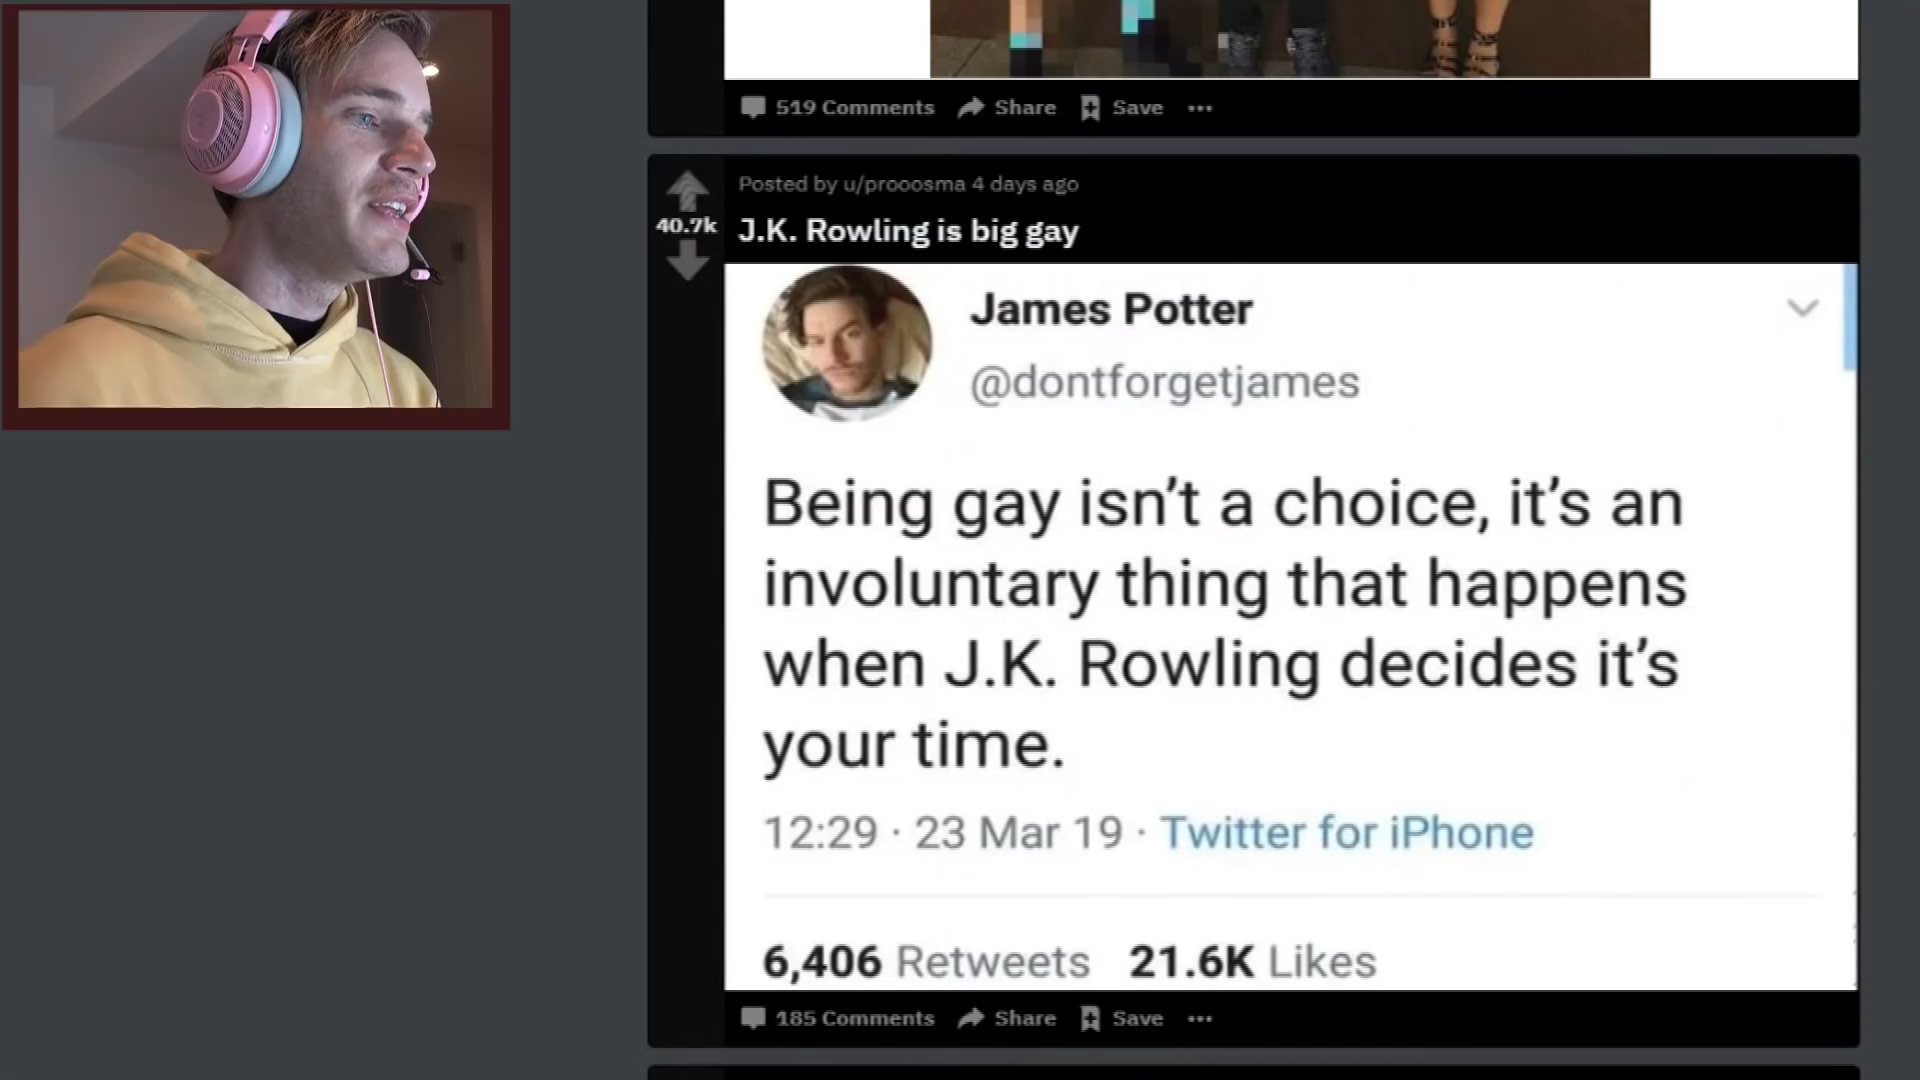 519 Comments Share Save
Posted by u/prooosma 4 days ago
40.7k
J.K. Rowling is big gay
James Potter
@dontforgetjames
Being gay isn’t a choice, it’s an
involuntary thing that happens
when J.K. Rowling decides it’s
your time.
12:29 · 23 Mar 19 · Twitter for iPhone
6,406 Retweets 21.6K Likes
185 Comments Share Save